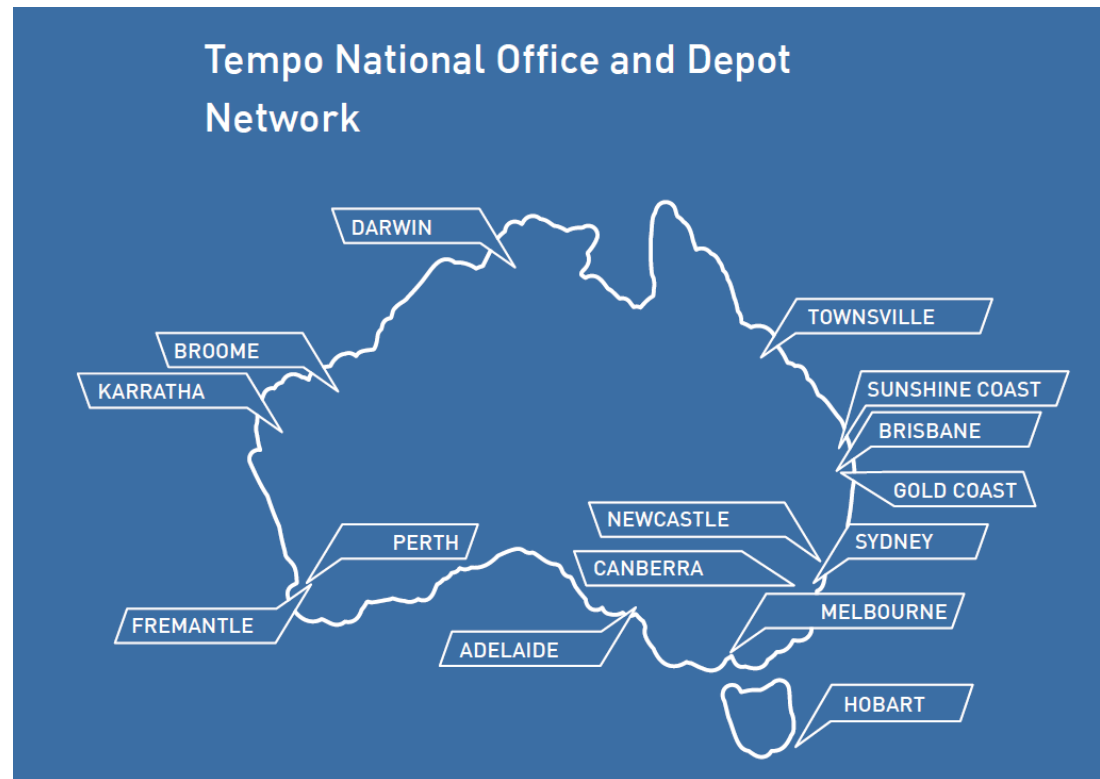 Tempo National Office and Depot
Network
DARWIN
TOWNSVILLE
BROOME
KARRATHA
SUNSHINE COAST
BRISBANE
GOLD COAST
NEWCASTLE
SYDNEY
PERTH
CANBERRA
FREMANTLE
MELBOURNE
ADELAIDE
HOBART